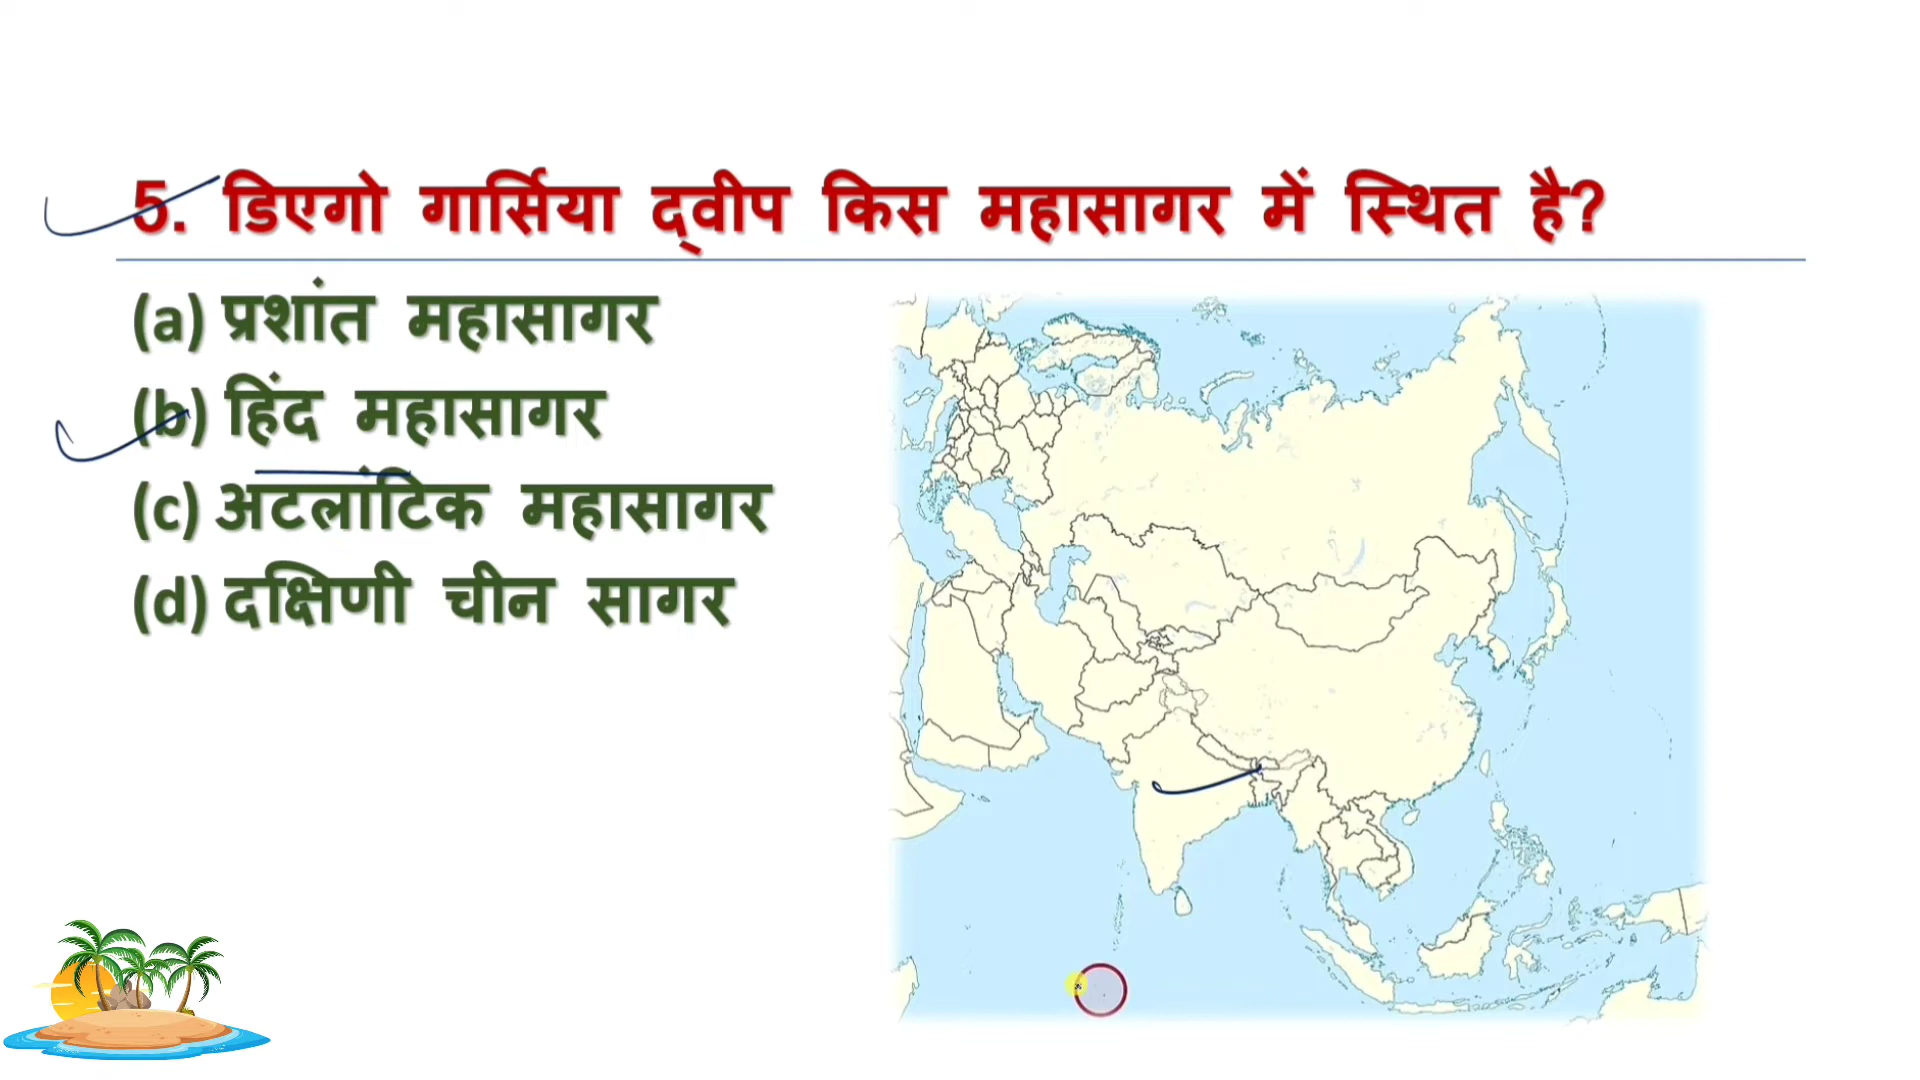 5. डिएगो गार्सिया द्वीप किस महासागर में स्थित है?
(a) प्रशांत महासागर
(b) हिंद महासागर
(c) अटलांटिक महासागर
(d) दक्षिणी चीन सागर